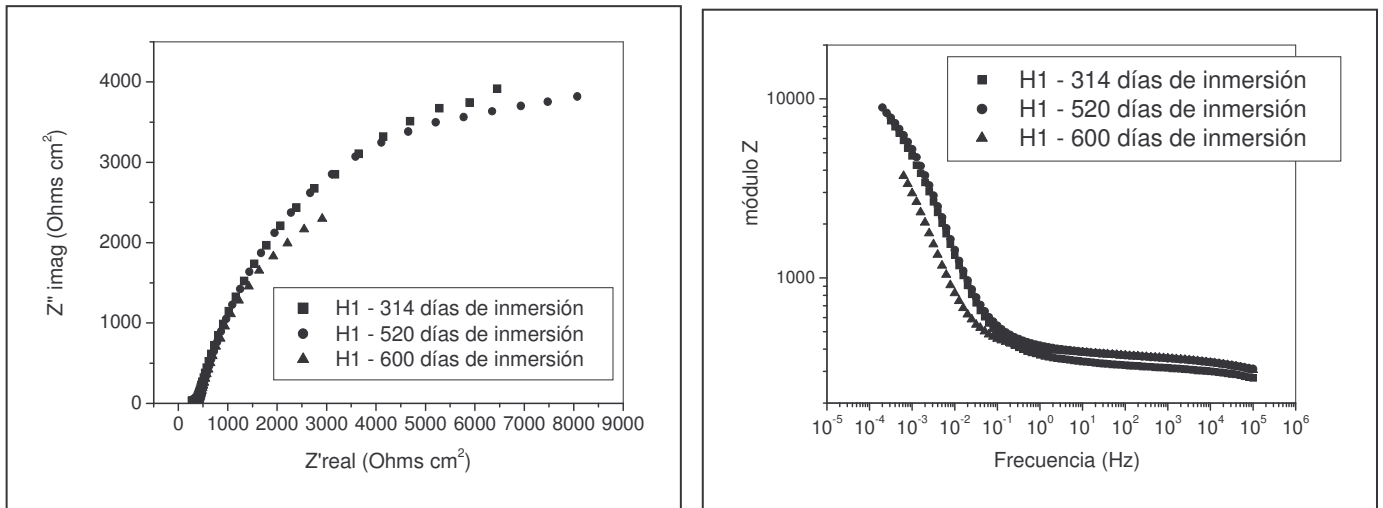 4000
3000
2000
1000
0
Z'' imag (Ohms cm²)
H1 - 314 días de inmersión
H1 - 520 días de inmersión
H1 - 600 días de inmersión
0 1000 2000 3000 4000 5000 6000 7000 8000 9000
Z'real (Ohms cm²)
10000
1000
módulo Z
H1 - 314 días de inmersión
H1 - 520 días de inmersión
H1 - 600 días de inmersión
10⁻⁵ 10⁻⁴ 10⁻³ 10⁻² 10⁻¹ 10⁰ 10¹ 10² 10³ 10⁴ 10⁵ 10⁶
Frecuencia (Hz)